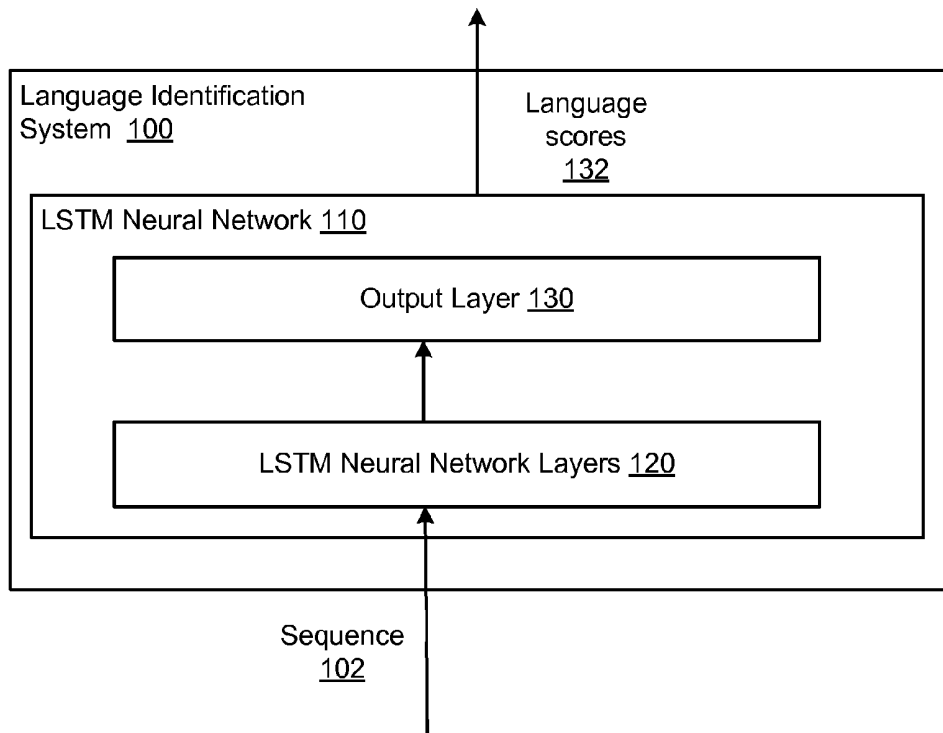 Language Identification
System 100
Language
scores
132
LSTM Neural Network 110
Output Layer 130
LSTM Neural Network Layers 120
Sequence
102